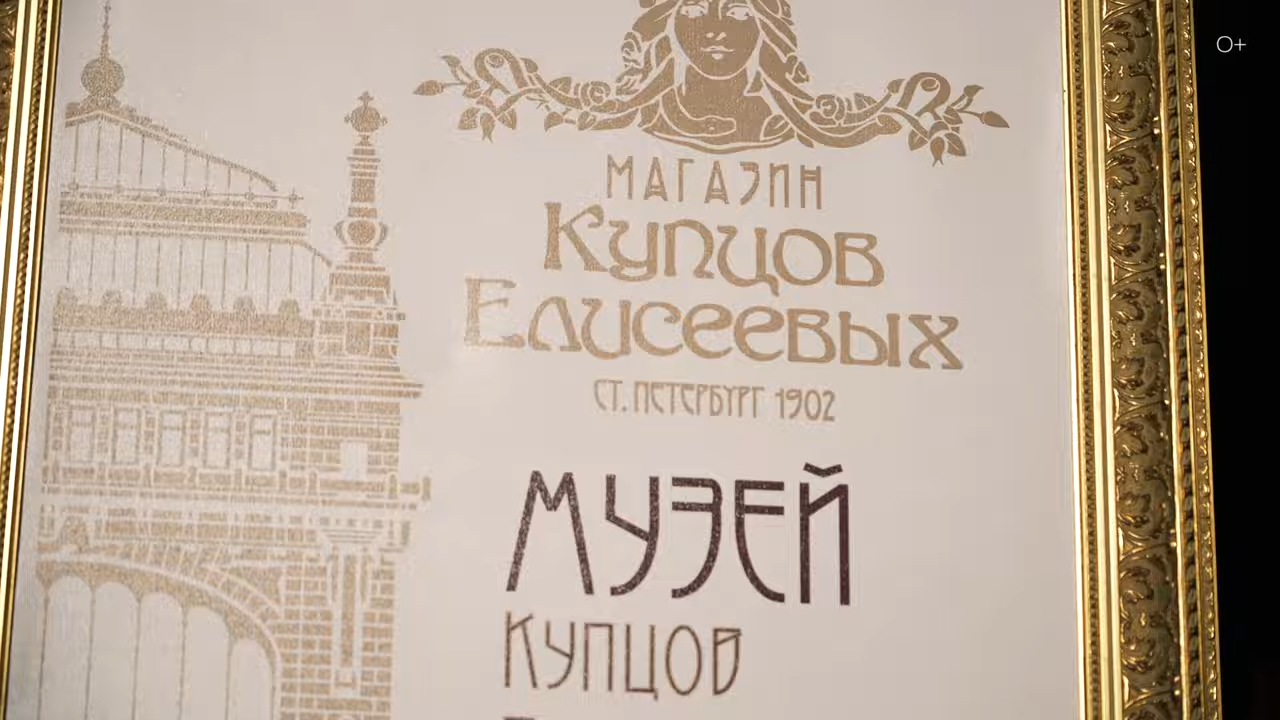 0+
МАГАЗИН
Купцов
Елисеевых
СТ. ПЕТЕРБУРГ 1902
МУЗЕЙ
КУПЦОВ